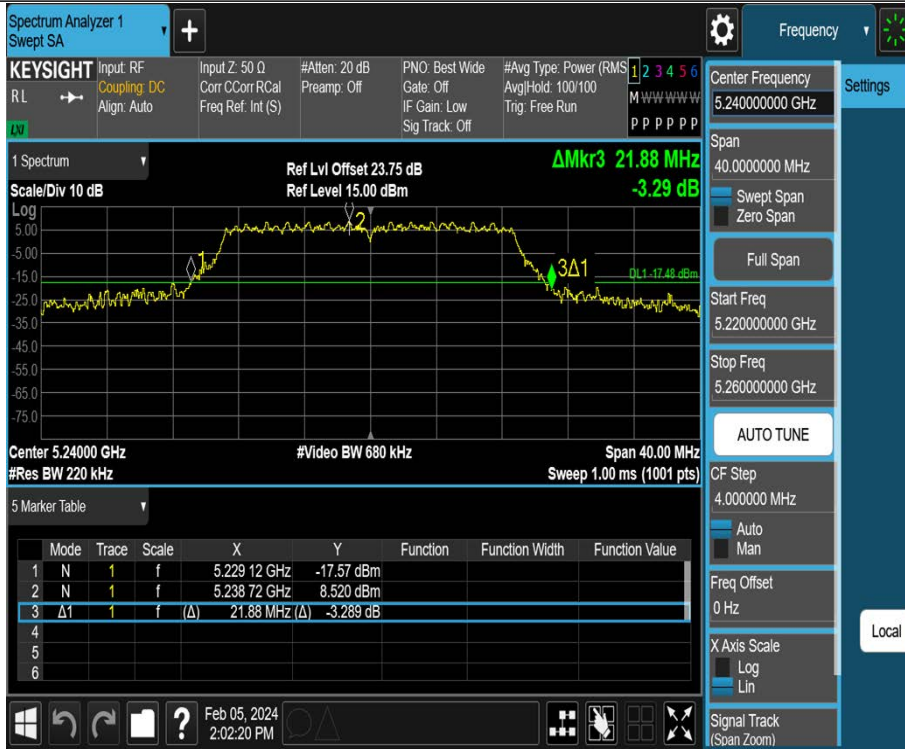 Spectrum Analyzer 1
Swept SA
+
Frequency
KEYSIGHT
RL
LXI
Input: RF
Coupling: DC
Align: Auto
Input Z: 50 Ω
Corr CCorr RCal
Freq Ref: Int (S)
#Atten: 20 dB
Preamp: Off
PNO: Best Wide
Gate: Off
IF Gain: Low
Sig Track: Off
#Avg Type: Power (RMS
Avg|Hold: 100/100
Trig: Free Run
1 2 3 4 5 6
M W W W W W
P P P P P P
1 Spectrum
Scale/Div 10 dB
Ref Lvl Offset 23.75 dB
Ref Level 15.00 dBm
ΔMkr3 21.88 MHz
-3.29 dB
Log
5.00
-5.00
-15.0
-25.0
-35.0
-45.0
-55.0
-65.0
-75.0
1
2
3Δ1
DL1 -17.48 dBm
Center 5.24000 GHz
#Res BW 220 kHz
#Video BW 680 kHz
Span 40.00 MHz
Sweep 1.00 ms (1001 pts)
5 Marker Table
Mode Trace Scale X Y Function Function Width Function Value
1 N 1 f 5.229 12 GHz -17.57 dBm
2 N 1 f 5.238 72 GHz 8.520 dBm
3 Δ1 1 f (Δ) 21.88 MHz (Δ) -3.289 dB
4
5
6
?
Feb 05, 2024
2:02:20 PM
Center Frequency
5.240000000 GHz
Span
40.0000000 MHz
Swept Span
Zero Span
Full Span
Start Freq
5.220000000 GHz
Stop Freq
5.260000000 GHz
AUTO TUNE
CF Step
4.000000 MHz
Auto
Man
Freq Offset
0 Hz
X Axis Scale
Log
Lin
Signal Track
(Span Zoom)
Settings
Local